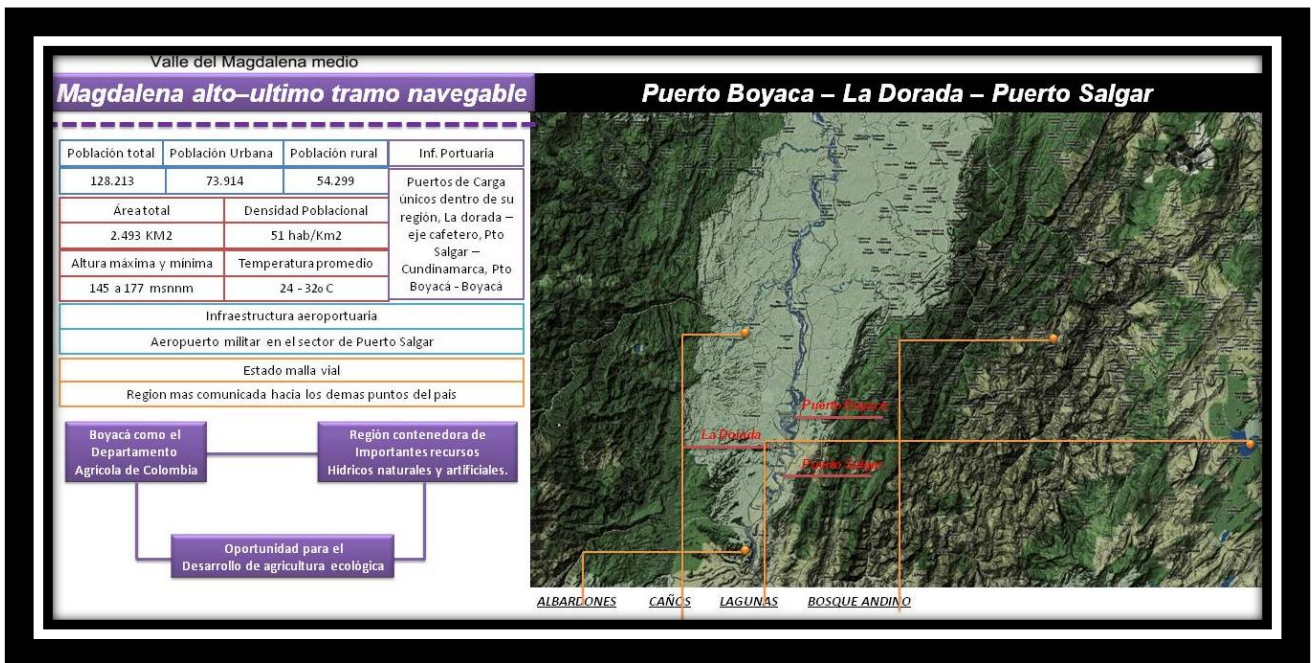 Valle del Magdalena medio
Magdalena alto–ultimo tramo navegable
Puerto Boyaca – La Dorada – Puerto Salgar
Población total
Población Urbana
Población rural
Inf. Portuaria
128.213
73.914
54.299
Puertos de Carga
únicos dentro de su
región, La dorada –
eje cafetero, Pto
Salgar –
Cundinamarca, Pto
Boyacá - Boyacá
Área total
Densidad Poblacional
2.493 KM2
51 hab/Km2
Altura máxima y mínima
Temperatura promedio
145 a 177 msnnm
24 - 32o C
Infraestructura aeroportuaria
Aeropuerto militar en el sector de Puerto Salgar
Estado malla vial
Region mas comunicada hacia los demas puntos del pais
Boyacá como el
Departamento
Agrícola de Colombia
Región contenedora de
Importantes recursos
Hídricos naturales y artificiales.
Oportunidad para el
Desarrollo de agricultura ecológica
Puerto Boyacá
La Dorada
Puerto Salgar
ALBARDONES
CAÑOS
LAGUNAS
BOSQUE ANDINO